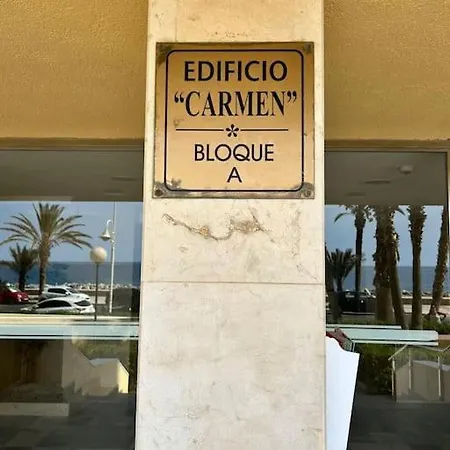 EDIFICIO
“CARMEN”
BLOQUE
A